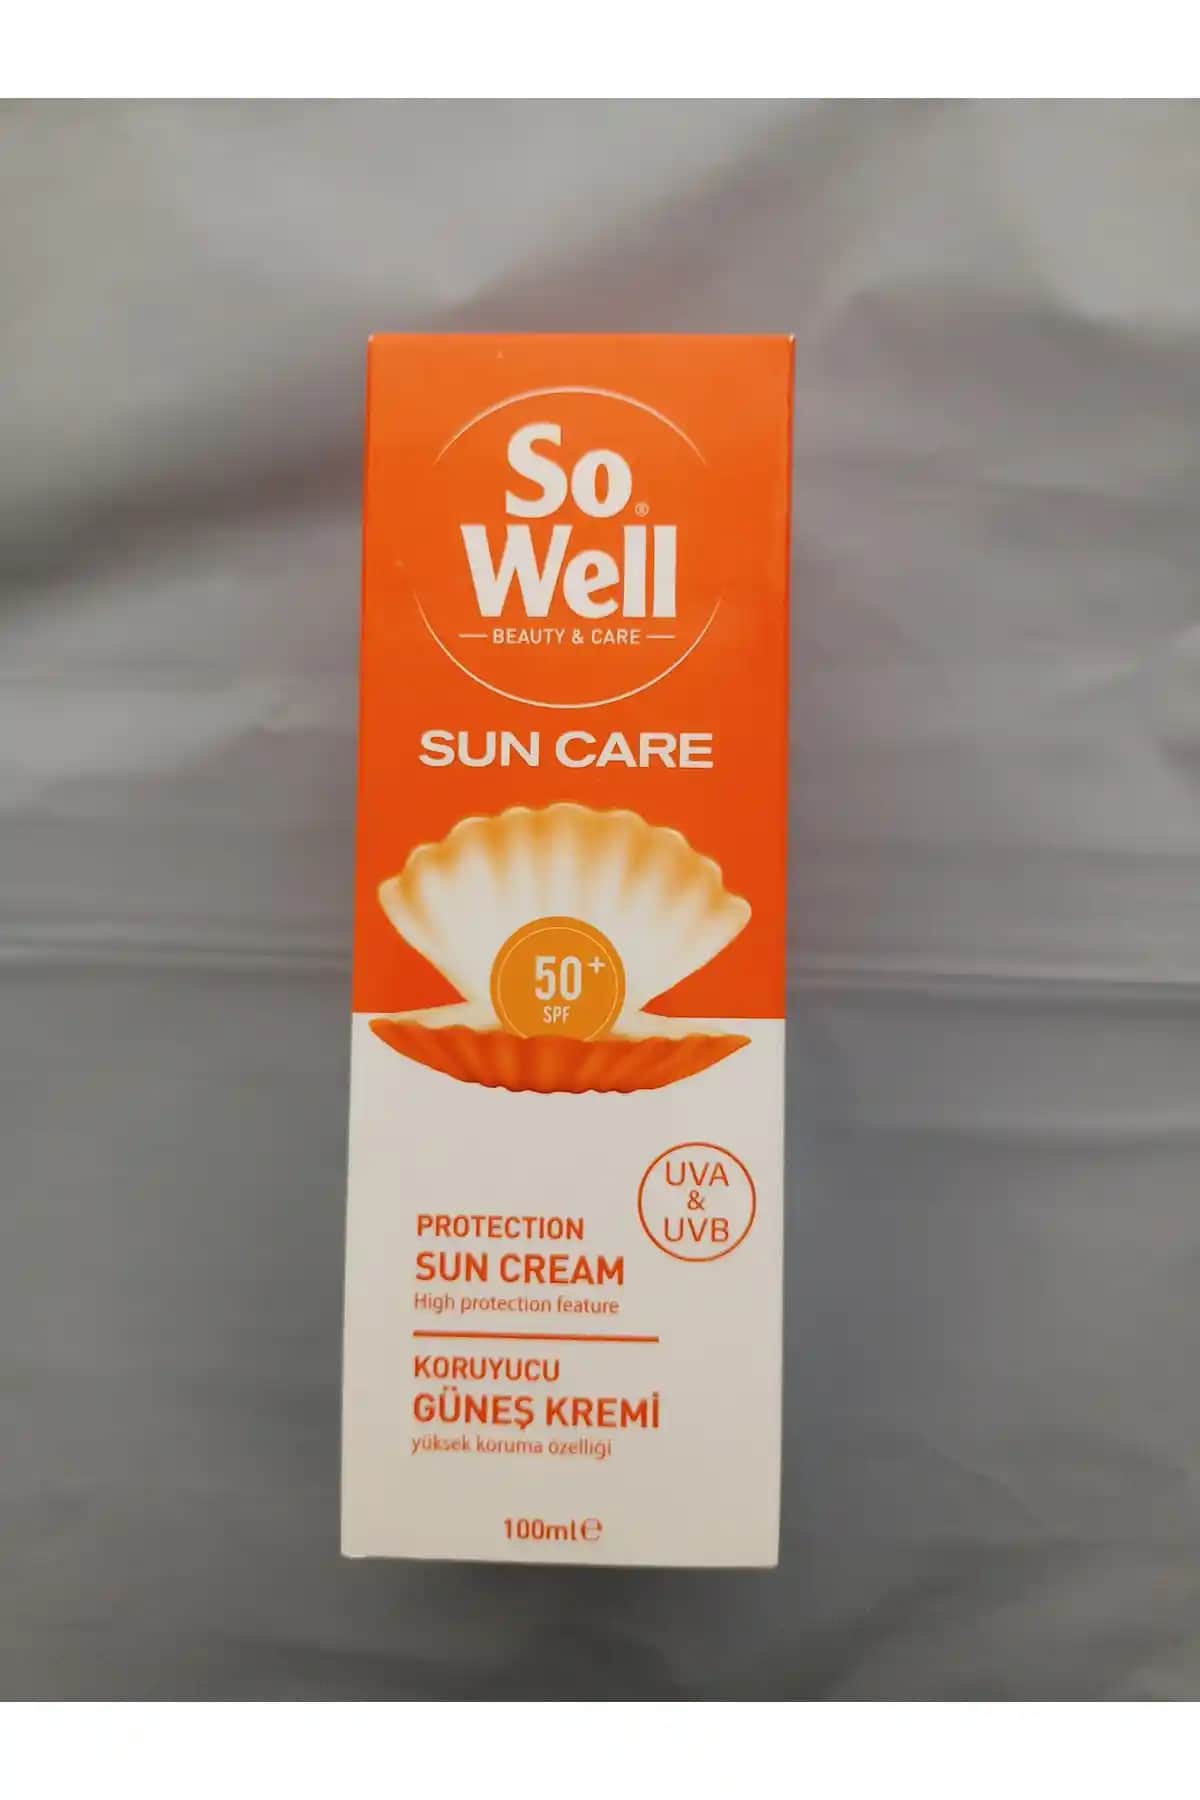 So
Well®
BEAUTY & CARE
SUN CARE
50+
SPF
UVA
&
UVB
PROTECTION
SUN CREAM
High protection feature
KORUYUCU
GÜNEŞ KREMİ
yüksek koruma özelliği
100ml℮